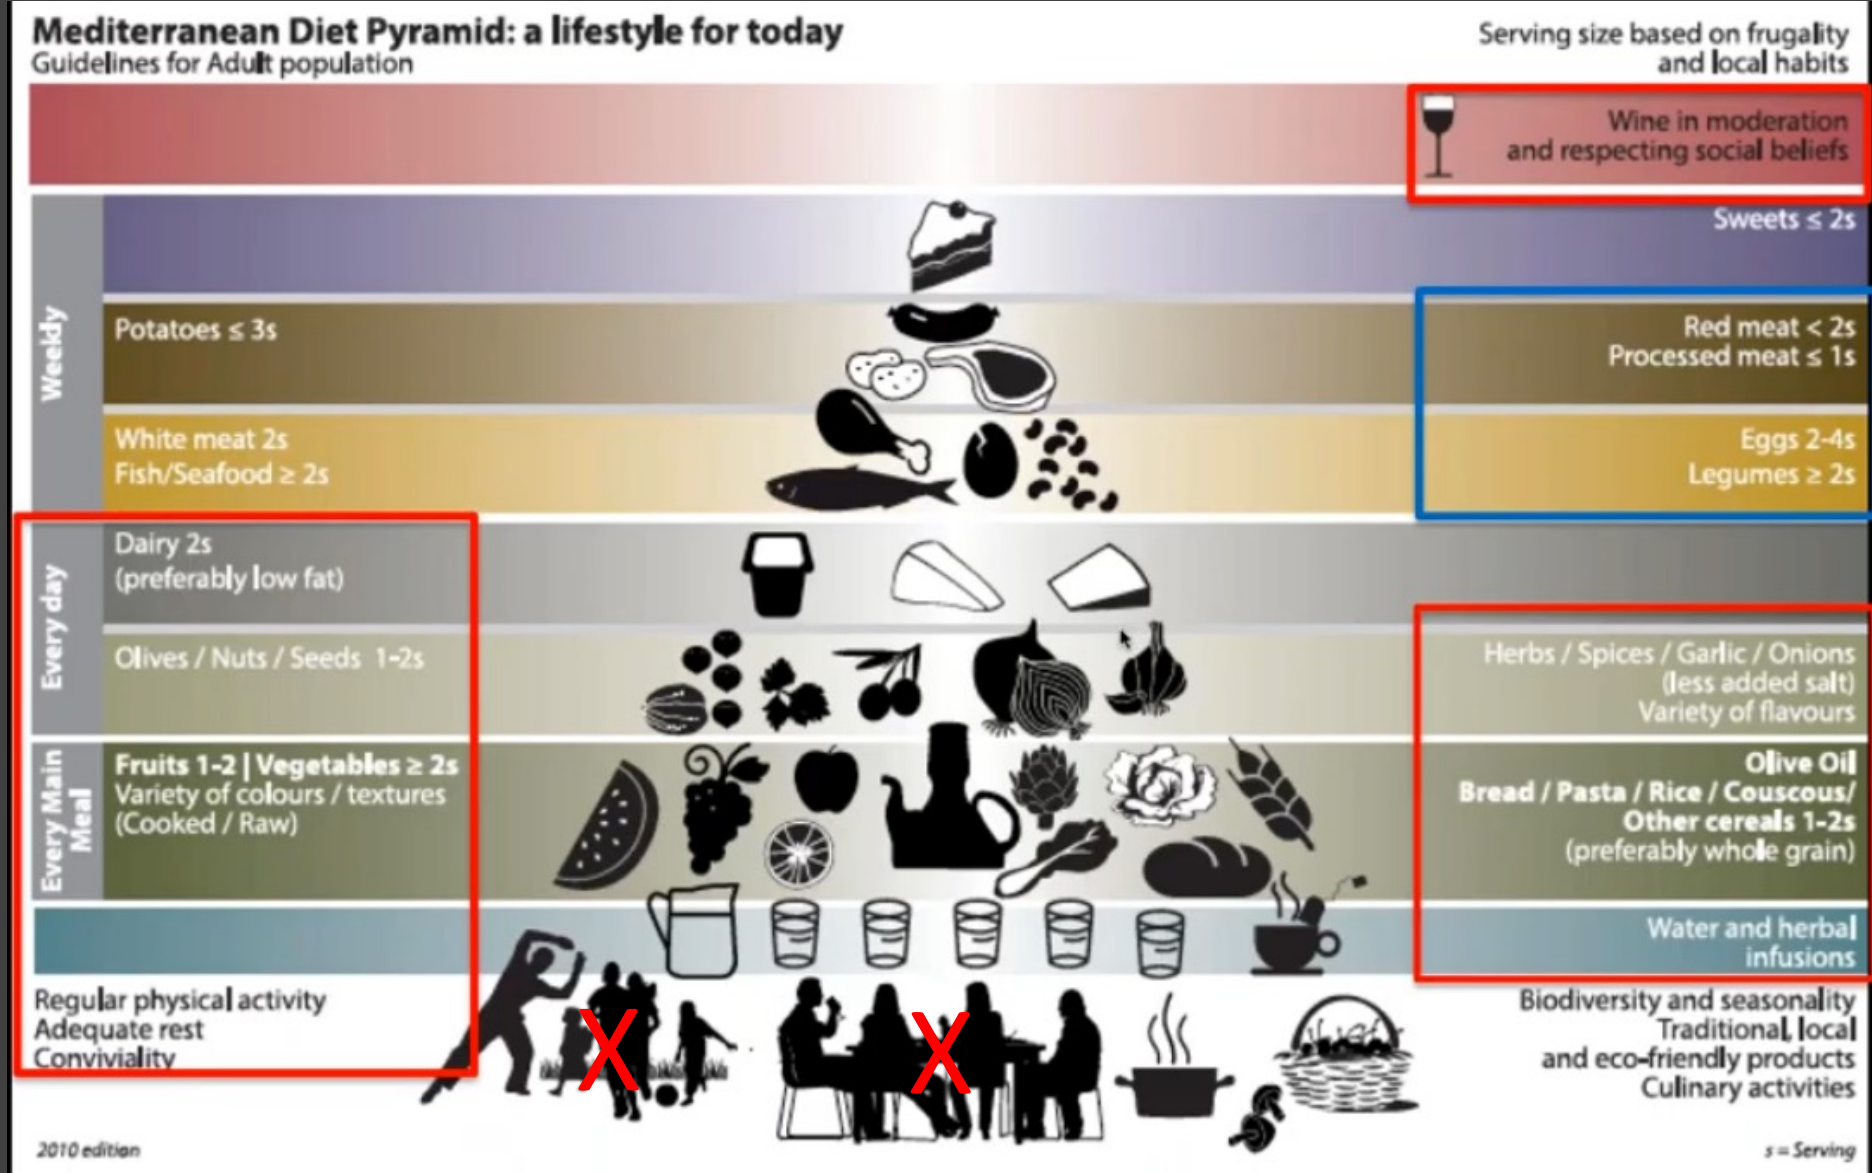 Mediterranean Diet Pyramid: a lifestyle for today
Guidelines for Adult population
Serving size based on frugality
and local habits
Wine in moderation
and respecting social beliefs
Weekly
Sweets ≤ 2s
Potatoes ≤ 3s
Red meat < 2s
Processed meat ≤ 1s
White meat 2s
Fish/Seafood ≥ 2s
Eggs 2-4s
Legumes ≥ 2s
Every day
Dairy 2s
(preferably low fat)
Olives / Nuts / Seeds 1-2s
Herbs / Spices / Garlic / Onions
(less added salt)
Variety of flavours
Every Main
Meal
Fruits 1-2 | Vegetables ≥ 2s
Variety of colours / textures
(Cooked / Raw)
Olive Oil
Bread / Pasta / Rice / Couscous/
Other cereals 1-2s
(preferably whole grain)
Water and herbal
infusions
Regular physical activity
Adequate rest
Conviviality
X
X
Biodiversity and seasonality
Traditional, local
and eco-friendly products
Culinary activities
2010 edition
s = Serving